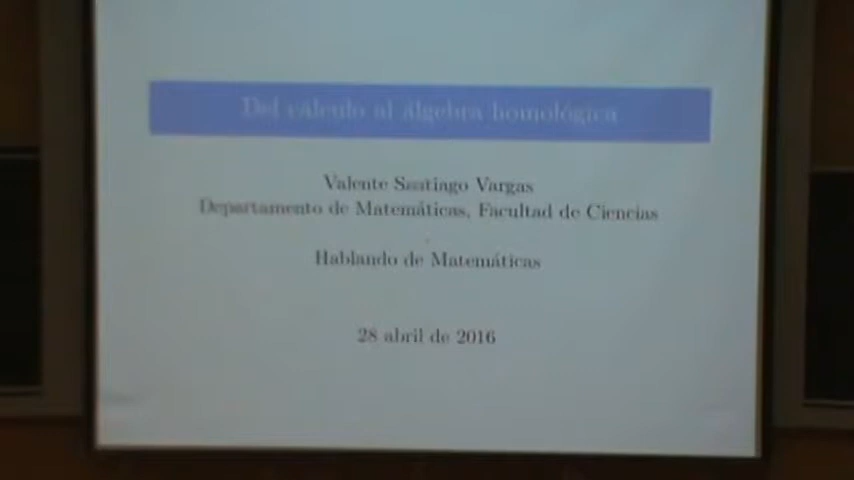 Del cálculo al álgebra homológica
Valente Santiago Vargas
Departamento de Matemáticas, Facultad de Ciencias
Hablando de Matemáticas
28 abril de 2016